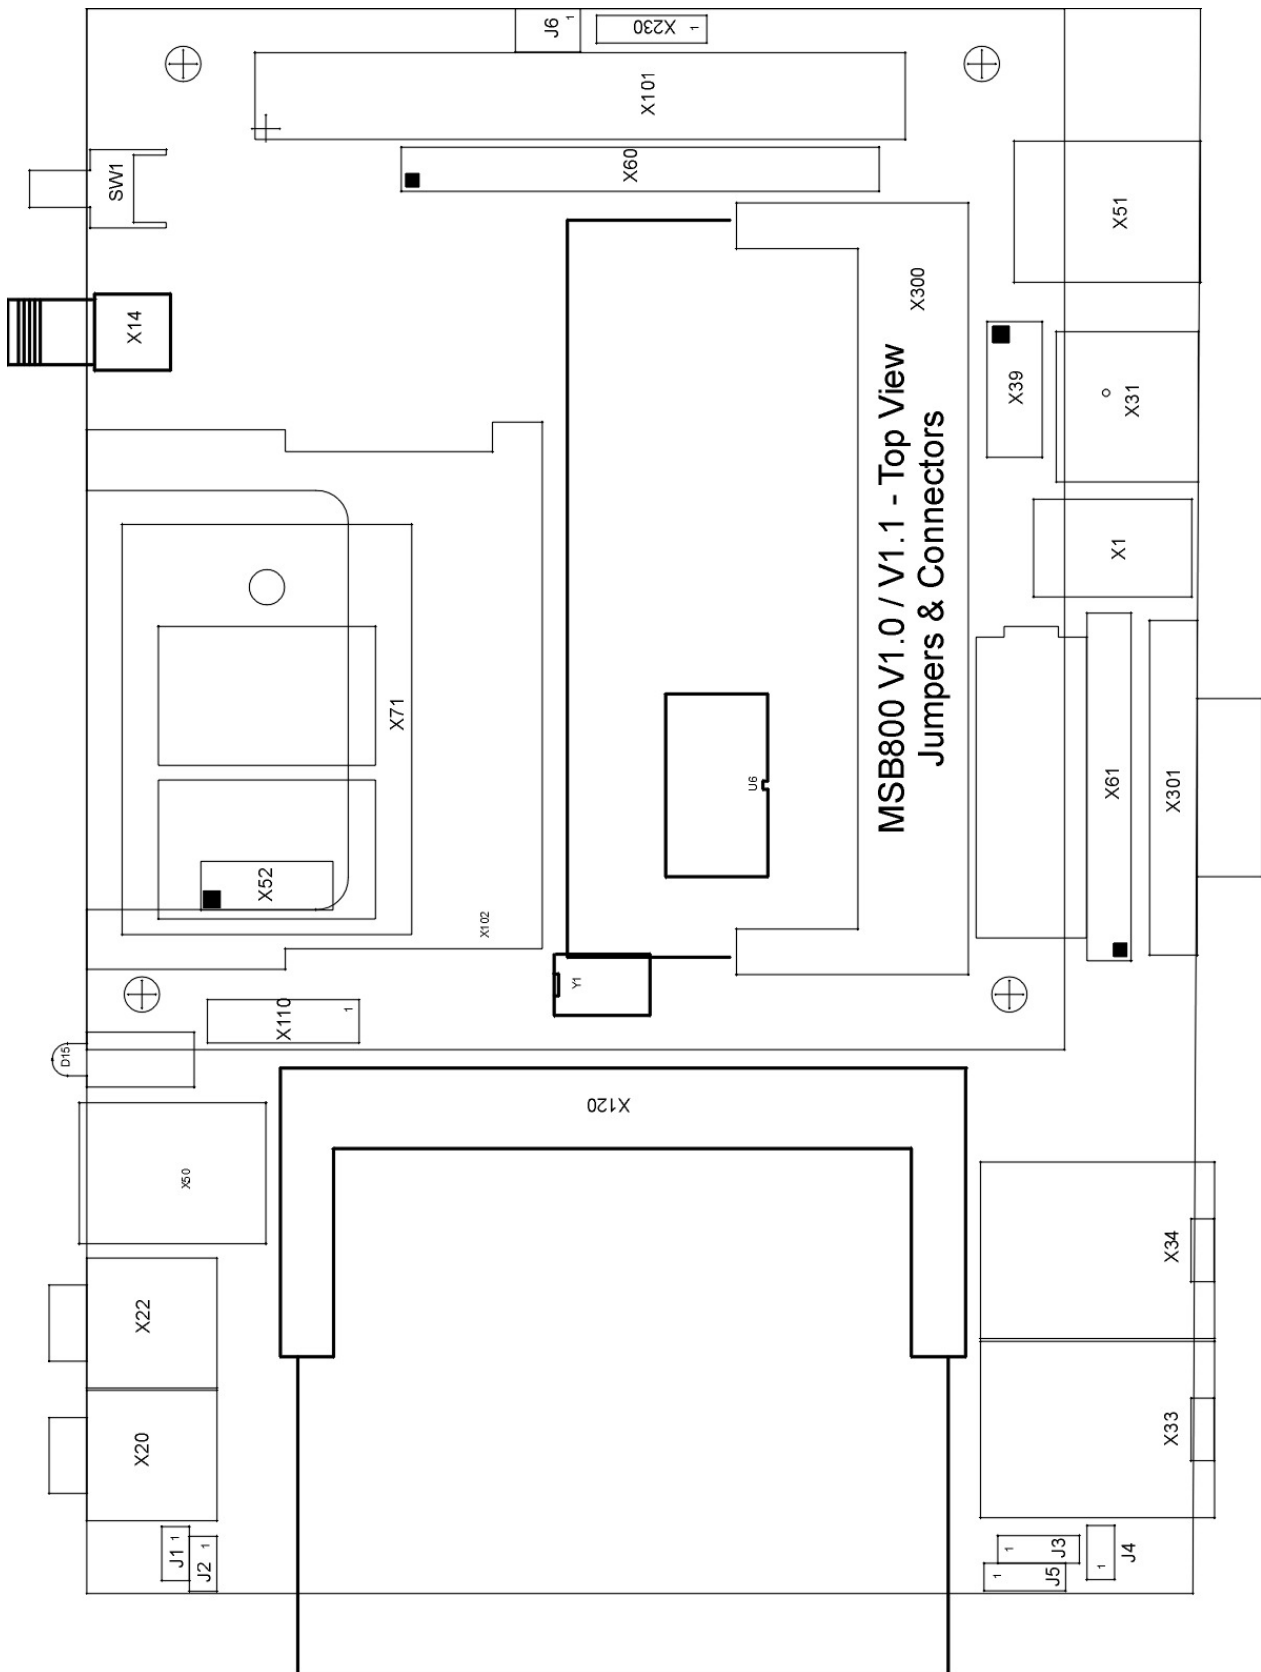 J6
1
X230
1
X101
X60
SW1
X51
X14
X300
X39
X31
MSB800 V1.0 / V1.1 - Top View
Jumpers & Connectors
X1
X71
U6
X61
X301
X52
X102
Y1
X110
1
D15
X120
X50
X34
X22
X33
X20
J1
1
J2
1
1
J3
1
J5
1
J4